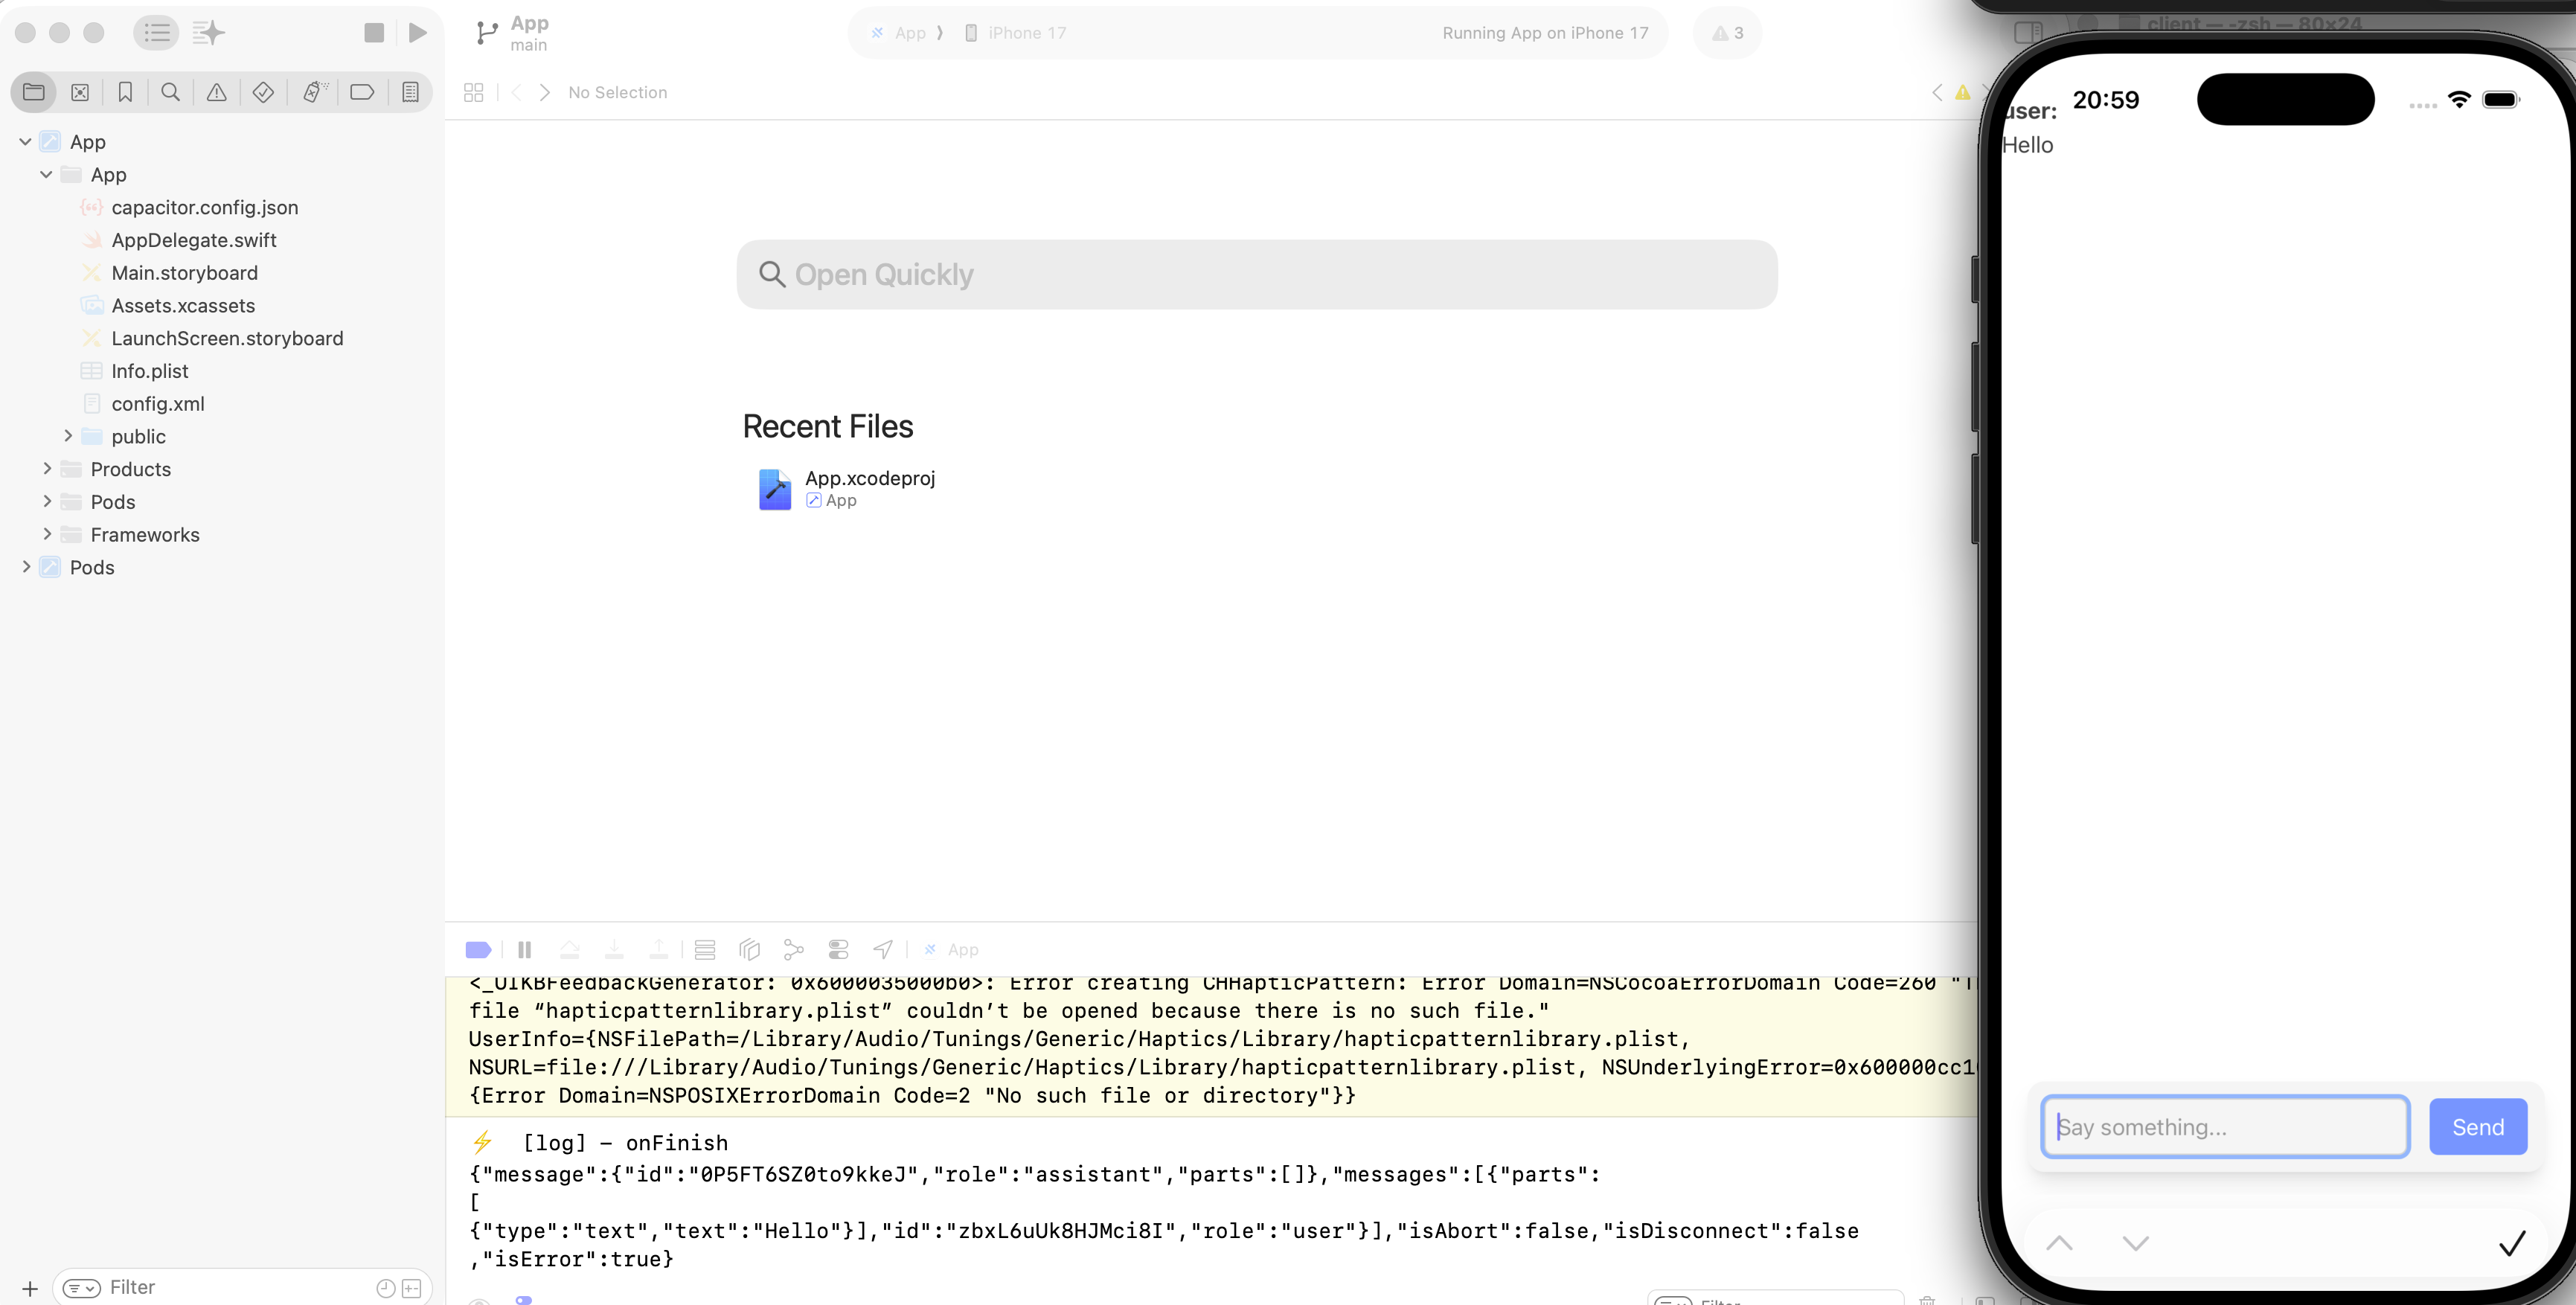 App
main
App
iPhone 17
Running App on iPhone 17
3
client — -zsh — 80×24
No Selection
App
App
capacitor.config.json
AppDelegate.swift
Main.storyboard
Assets.xcassets
LaunchScreen.storyboard
Info.plist
config.xml
public
Products
Pods
Frameworks
Pods
Filter
Open Quickly
Recent Files
App.xcodeproj
App
App
<_UIKBFeedbackGenerator: 0x6000035000b0>: Error creating CHHapticPattern: Error Domain=NSCocoaErrorDomain Code=260
file “hapticpatternlibrary.plist” couldn’t be opened because there is no such file."
UserInfo={NSFilePath=/Library/Audio/Tunings/Generic/Haptics/Library/hapticpatternlibrary.plist,
NSURL=file:///Library/Audio/Tunings/Generic/Haptics/Library/hapticpatternlibrary.plist, NSUnderlyingError=0x600000cc1
{Error Domain=NSPOSIXErrorDomain Code=2 "No such file or directory"}}
⚡️ [log] - onFinish
{"message":{"id":"0P5FT6SZ0to9kkeJ","role":"assistant","parts":[]},"messages":[{"parts":
[
{"type":"text","text":"Hello"}],"id":"zbxL6uUk8HJMci8I","role":"user"}],"isAbort":false,"isDisconnect":false
,"isError":true}
Filter
20:59
user:
Hello
Say something...
Send